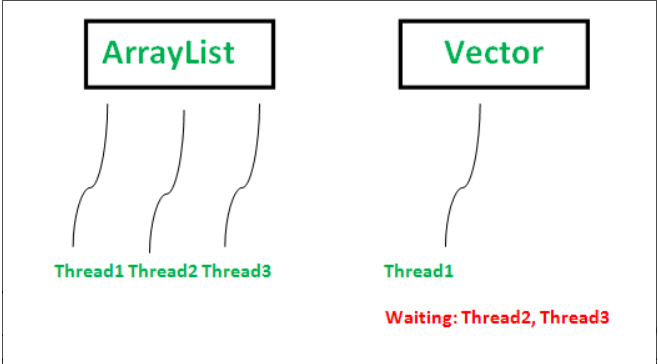 ArrayList
Vector
Thread1 Thread2 Thread3
Thread1
Waiting: Thread2, Thread3